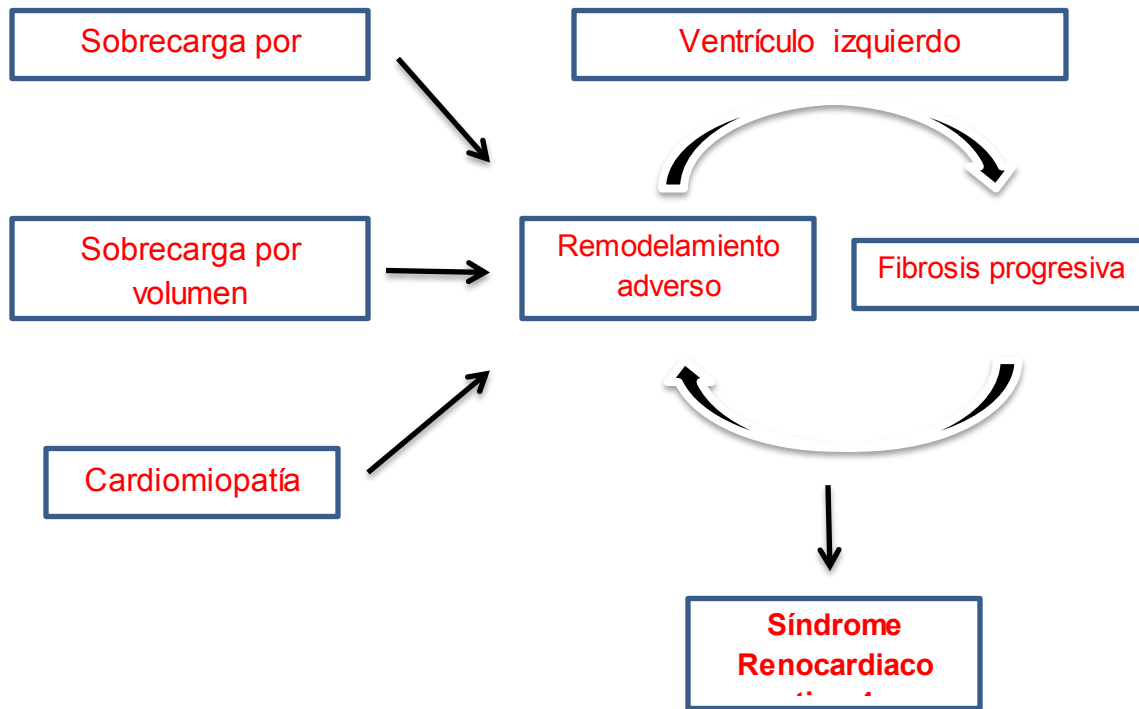 Sobrecarga por
Ventrículo izquierdo
Sobrecarga por
volumen
Remodelamiento
adverso
Fibrosis progresiva
Cardiomiopatía
Síndrome
Renocardiaco